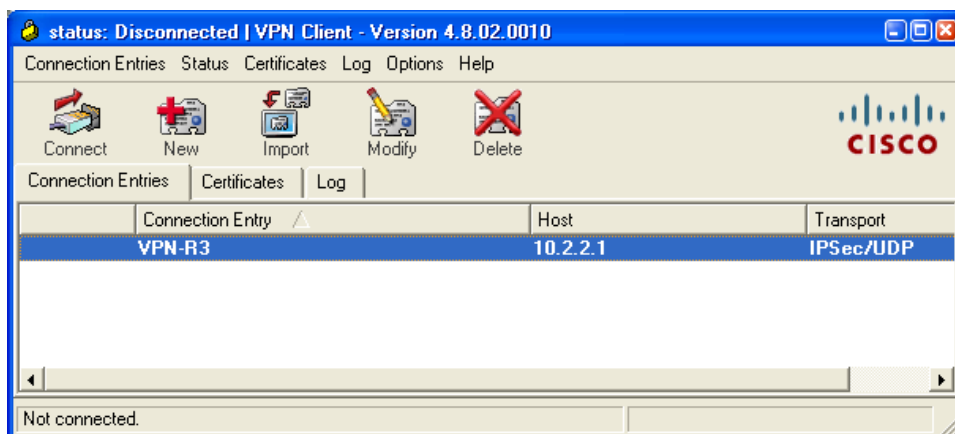 status: Disconnected | VPN Client - Version 4.8.02.0010
Connection Entries Status Certificates Log Options Help
Connect New Import Modify Delete
CISCO
Connection Entries Certificates Log
Connection Entry Host Transport
VPN-R3 10.2.2.1 IPSec/UDP
Not connected.